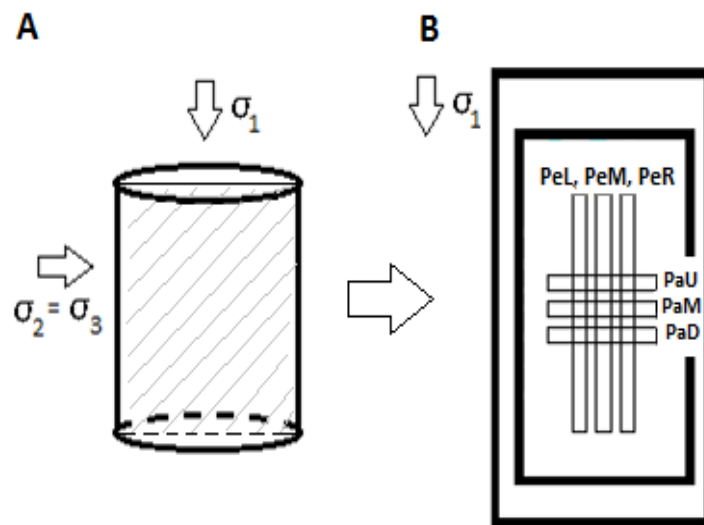 A
σ1
σ2 = σ3
B
σ1
PeL, PeM, PeR
PaU
PaM
PaD